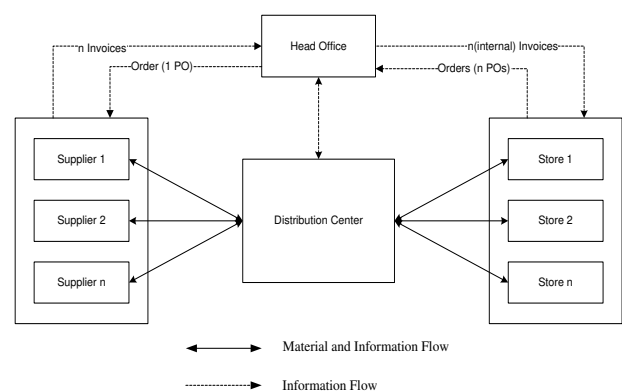 Head Office
n Invoices
n(internal) Invoices
Order (1 PO)
Orders (n POs)
Supplier 1
Supplier 2
Supplier n
Distribution Center
Store 1
Store 2
Store n
Material and Information Flow
Information Flow